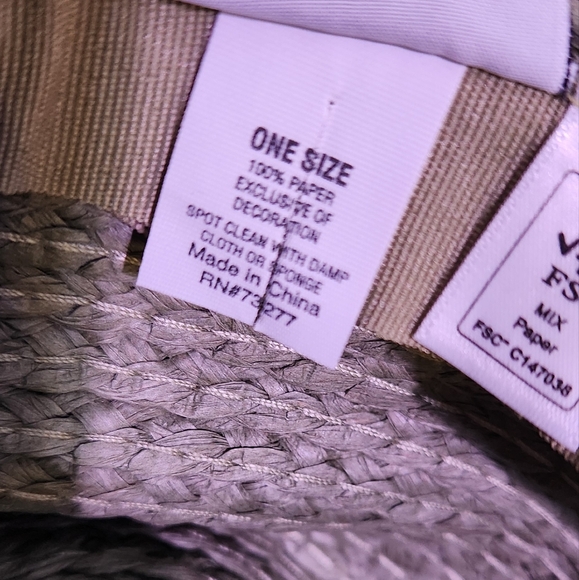 ONE SIZE
100% PAPER
EXCLUSIVE OF
DECORATION
SPOT CLEAN WITH DAMP
CLOTH OR SPONGE
Made in China
RN#73277
FS
MIX
Paper
FSC® C147038